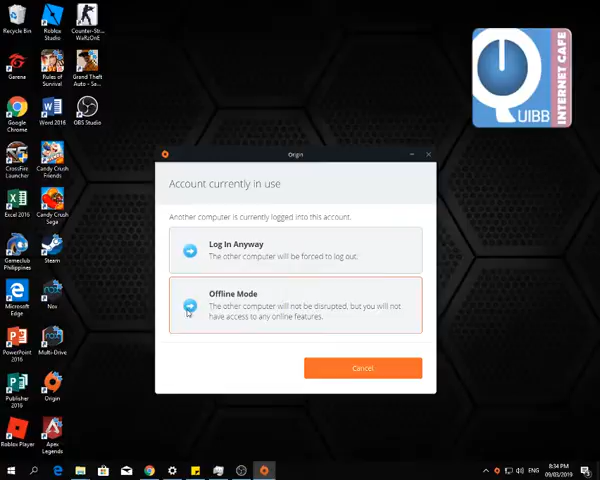 Recycle Bin
Roblox
Studio
Counter-Str...
WaRzOnE
Garena
Rules of
Survival
Grand Theft
Auto - Sa...
Google
Chrome
Word 2016
OBS Studio
CrossFire
Launcher
Candy Crush
Friends
Excel 2016
Candy Crush
Saga
Gameclub
Philippines
Steam
Microsoft
Edge
Nox
PowerPoint
2016
Multi-Drive
Publisher
2016
Origin
Roblox Player
Apex
Legends
QUIBB
INTERNET CAFE
Origin
Account currently in use
Another computer is currently logged into this account.
Log In Anyway
The other computer will be forced to log out.
Offline Mode
The other computer will not be disrupted, but you will not
have access to any online features.
Cancel
ENG
8:34 PM
09/03/2019